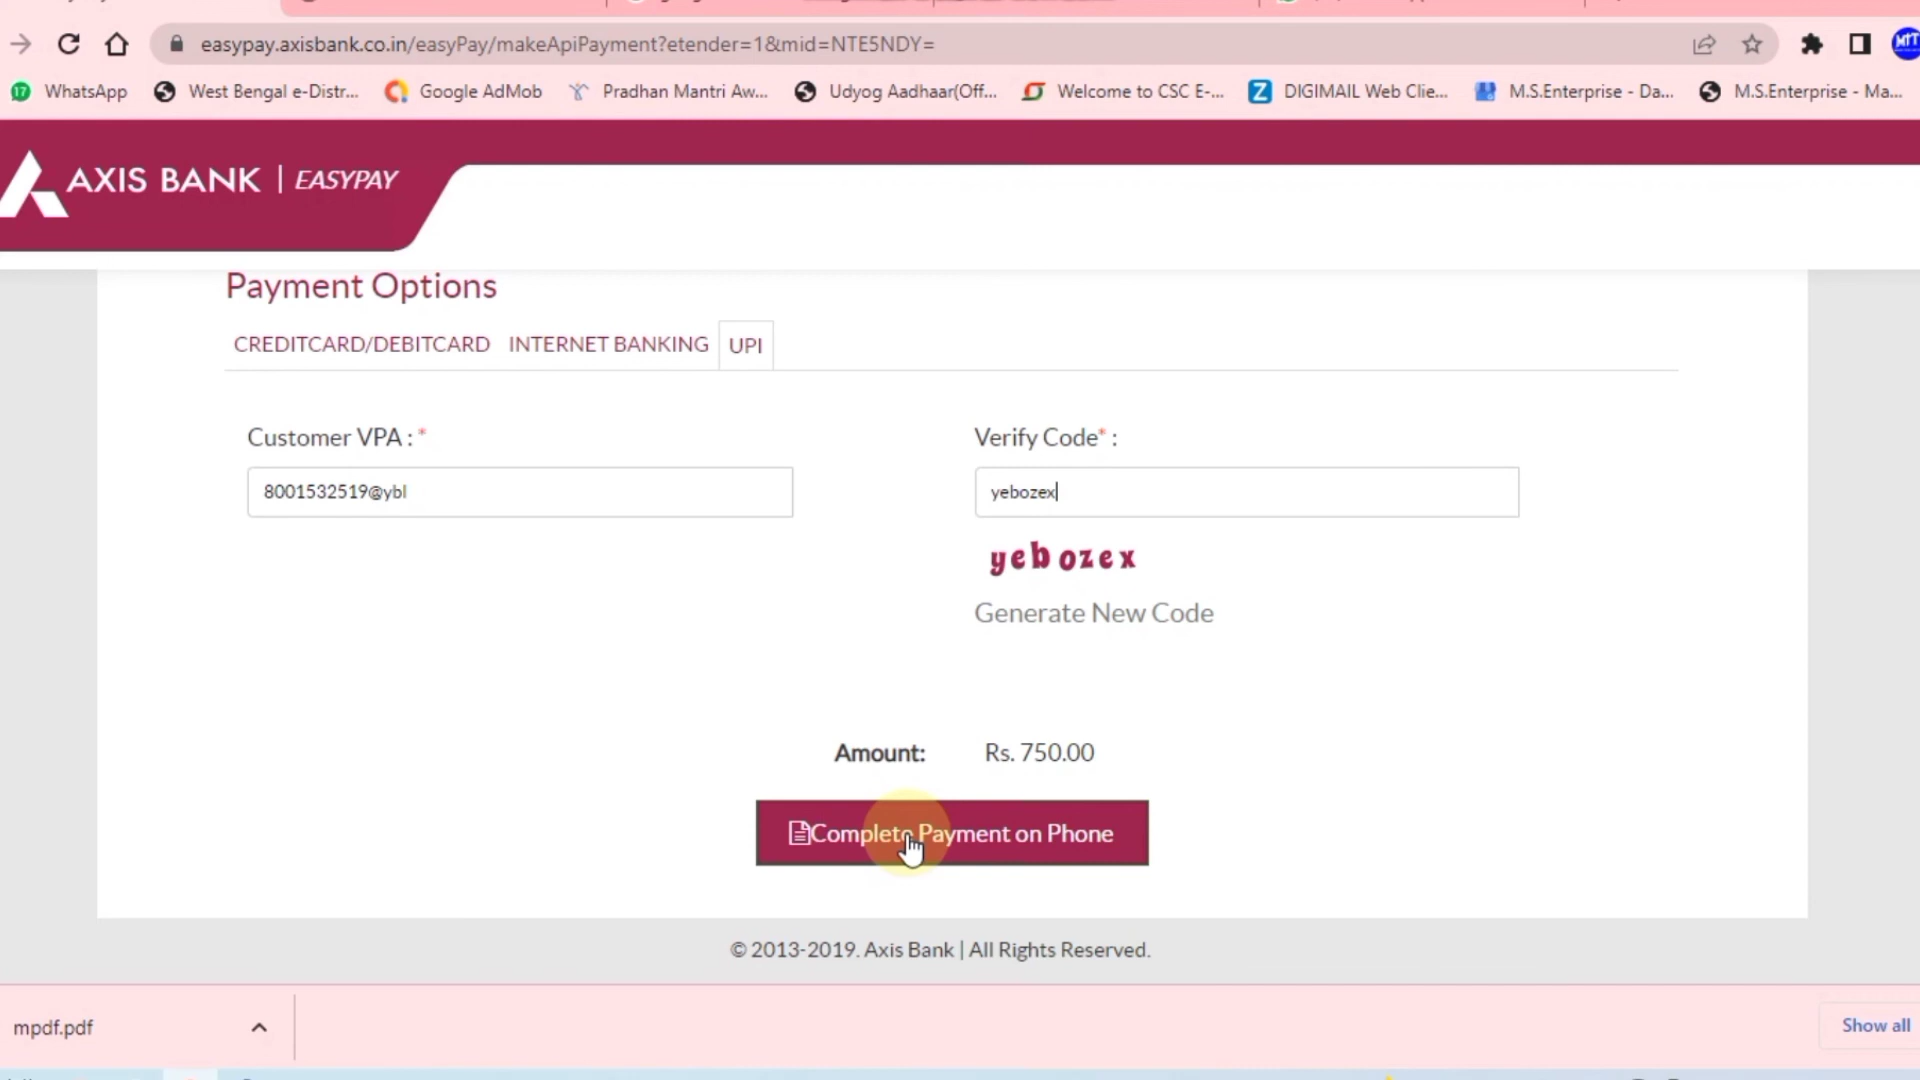 easypay.axisbank.co.in/easyPay/makeApiPayment?etender=1&mid=NTE5NDY=
17 WhatsApp West Bengal e-Distr... Google AdMob Pradhan Mantri Aw... Udyog Aadhaar(Off... Welcome to CSC E-... Z DIGIMAIL Web Clie... M.S.Enterprise - Da... M.S.Enterprise - Ma...
AXIS BANK | EASYPAY
Payment Options
CREDITCARD/DEBITCARD INTERNET BANKING UPI
Customer VPA : * Verify Code* :
8001532519@ybl yebozex
yebozex
Generate New Code
Amount: Rs. 750.00
Complete Payment on Phone
© 2013-2019. Axis Bank | All Rights Reserved.
mpdf.pdf Show all